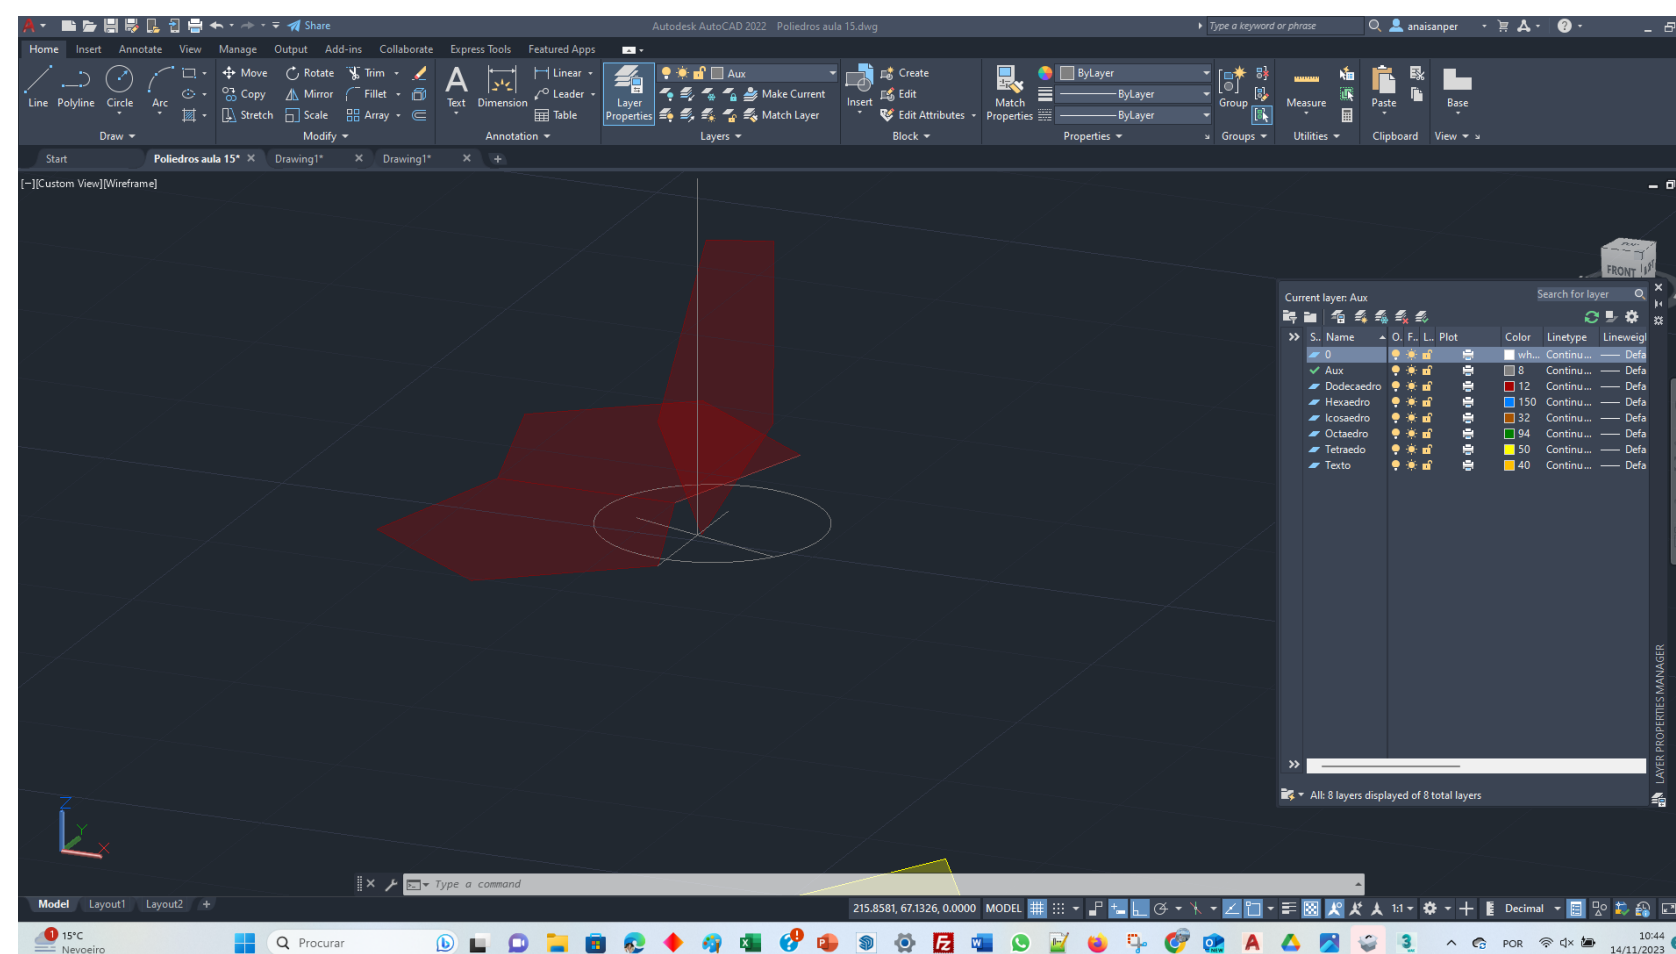 Share
Autodesk AutoCAD 2022 Poliedros aula 15.dwg
Type a keyword or phrase
anaisanper
Home Insert Annotate View Manage Output Add-ins Collaborate Express Tools Featured Apps
Line Polyline Circle Arc
Draw
Move Rotate Trim
Copy Mirror Fillet
Stretch Scale Array
Modify
Text Dimension
Linear
Leader
Table
Annotation
Layer Properties
Aux
Make Current
Match Layer
Layers
Insert
Create
Edit
Edit Attributes
Block
Match Properties
ByLayer
ByLayer
ByLayer
Properties
Group
Groups
Measure
Utilities
Paste
Clipboard
Base
View
Start Poliedros aula 15* Drawing1* Drawing1*
[−][Custom View][Wireframe]
FRONT
Current layer: Aux
Search for layer
S.. Name O. F.. L.. Plot Color Linetype Lineweigl
0 wh... Continu... Defa
Aux 8 Continu... Defa
Dodecaedro 12 Continu... Defa
Hexaedro 150 Continu... Defa
Icosaedro 32 Continu... Defa
Octaedro 94 Continu... Defa
Tetraedo 50 Continu... Defa
Texto 40 Continu... Defa
LAYER PROPERTIES MANAGER
All: 8 layers displayed of 8 total layers
Z
Y
X
Type a command
Model Layout1 Layout2 +
215.8581, 67.1326, 0.0000 MODEL
1:1
Decimal
1
15°C
Nevoeiro
Procurar
POR
10:44
14/11/2023